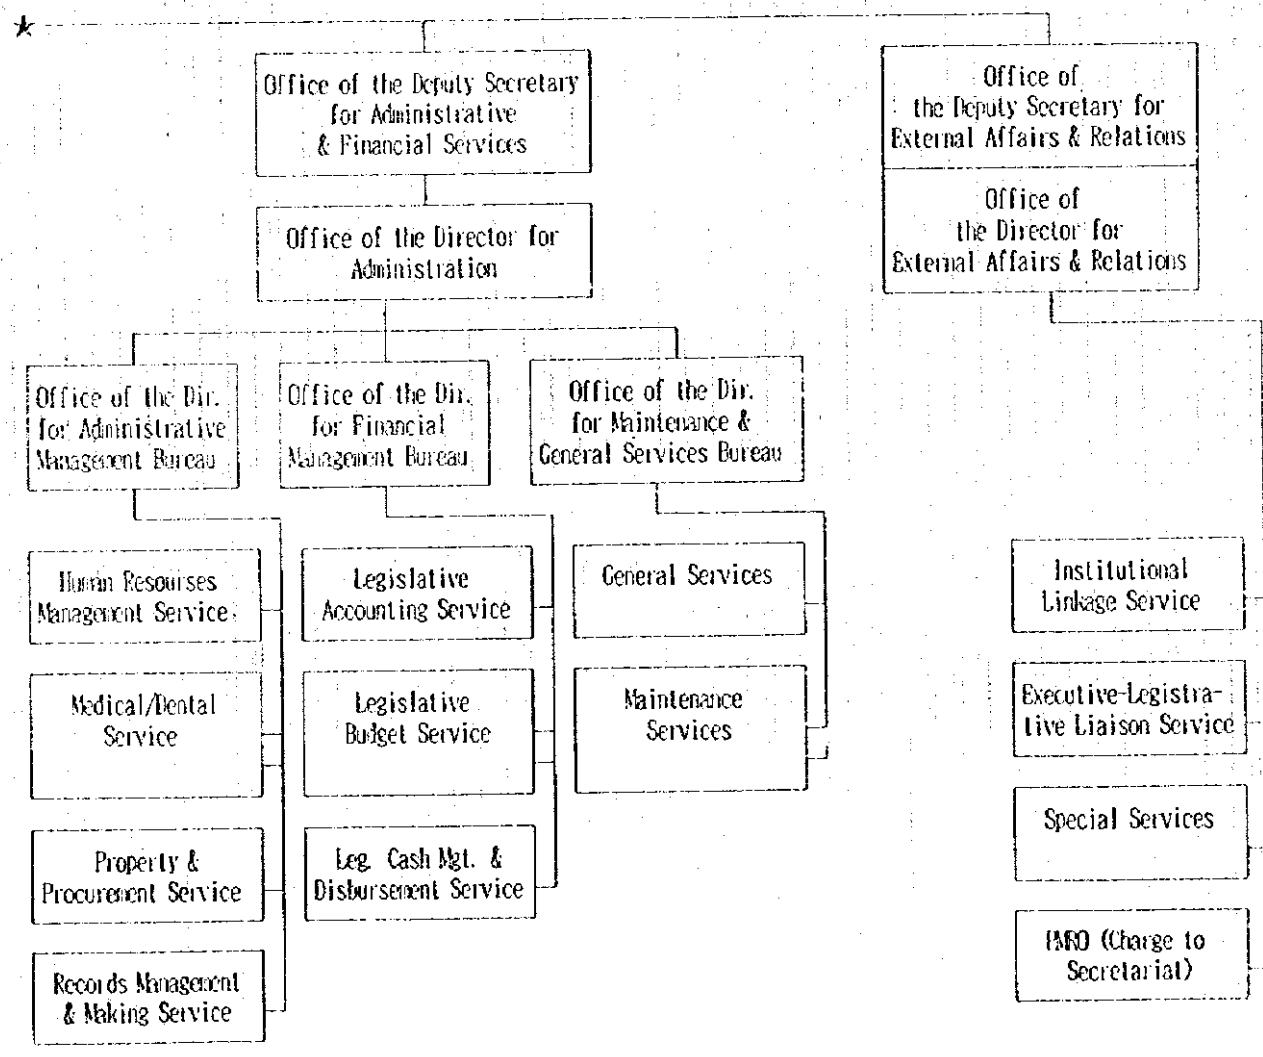 Office of the Deputy Secretary
for Administrative
& Financial Services
Office of
the Deputy Secretary for
External Affairs & Relations
Office of the Director for
Administration
Office of
the Director for
External Affairs & Relations
Office of the Dir.
for Administrative
Management Bureau
Office of the Dir.
for Financial
Management Bureau
Office of the Dir.
for Maintenance &
General Services Bureau
Human Resourses
Management Service
Legislative
Accounting Service
General Services
Institutional
Linkage Service
Medical/Dental
Service
Legislative
Budget Service
Maintenance
Services
Executive-Legistra-
tive Liaison Service
Special Services
Property &
Procurement Service
Leg. Cash Mgt. &
Disbursement Service
(Charge to
Secretarial)
Records Management
& Making Service